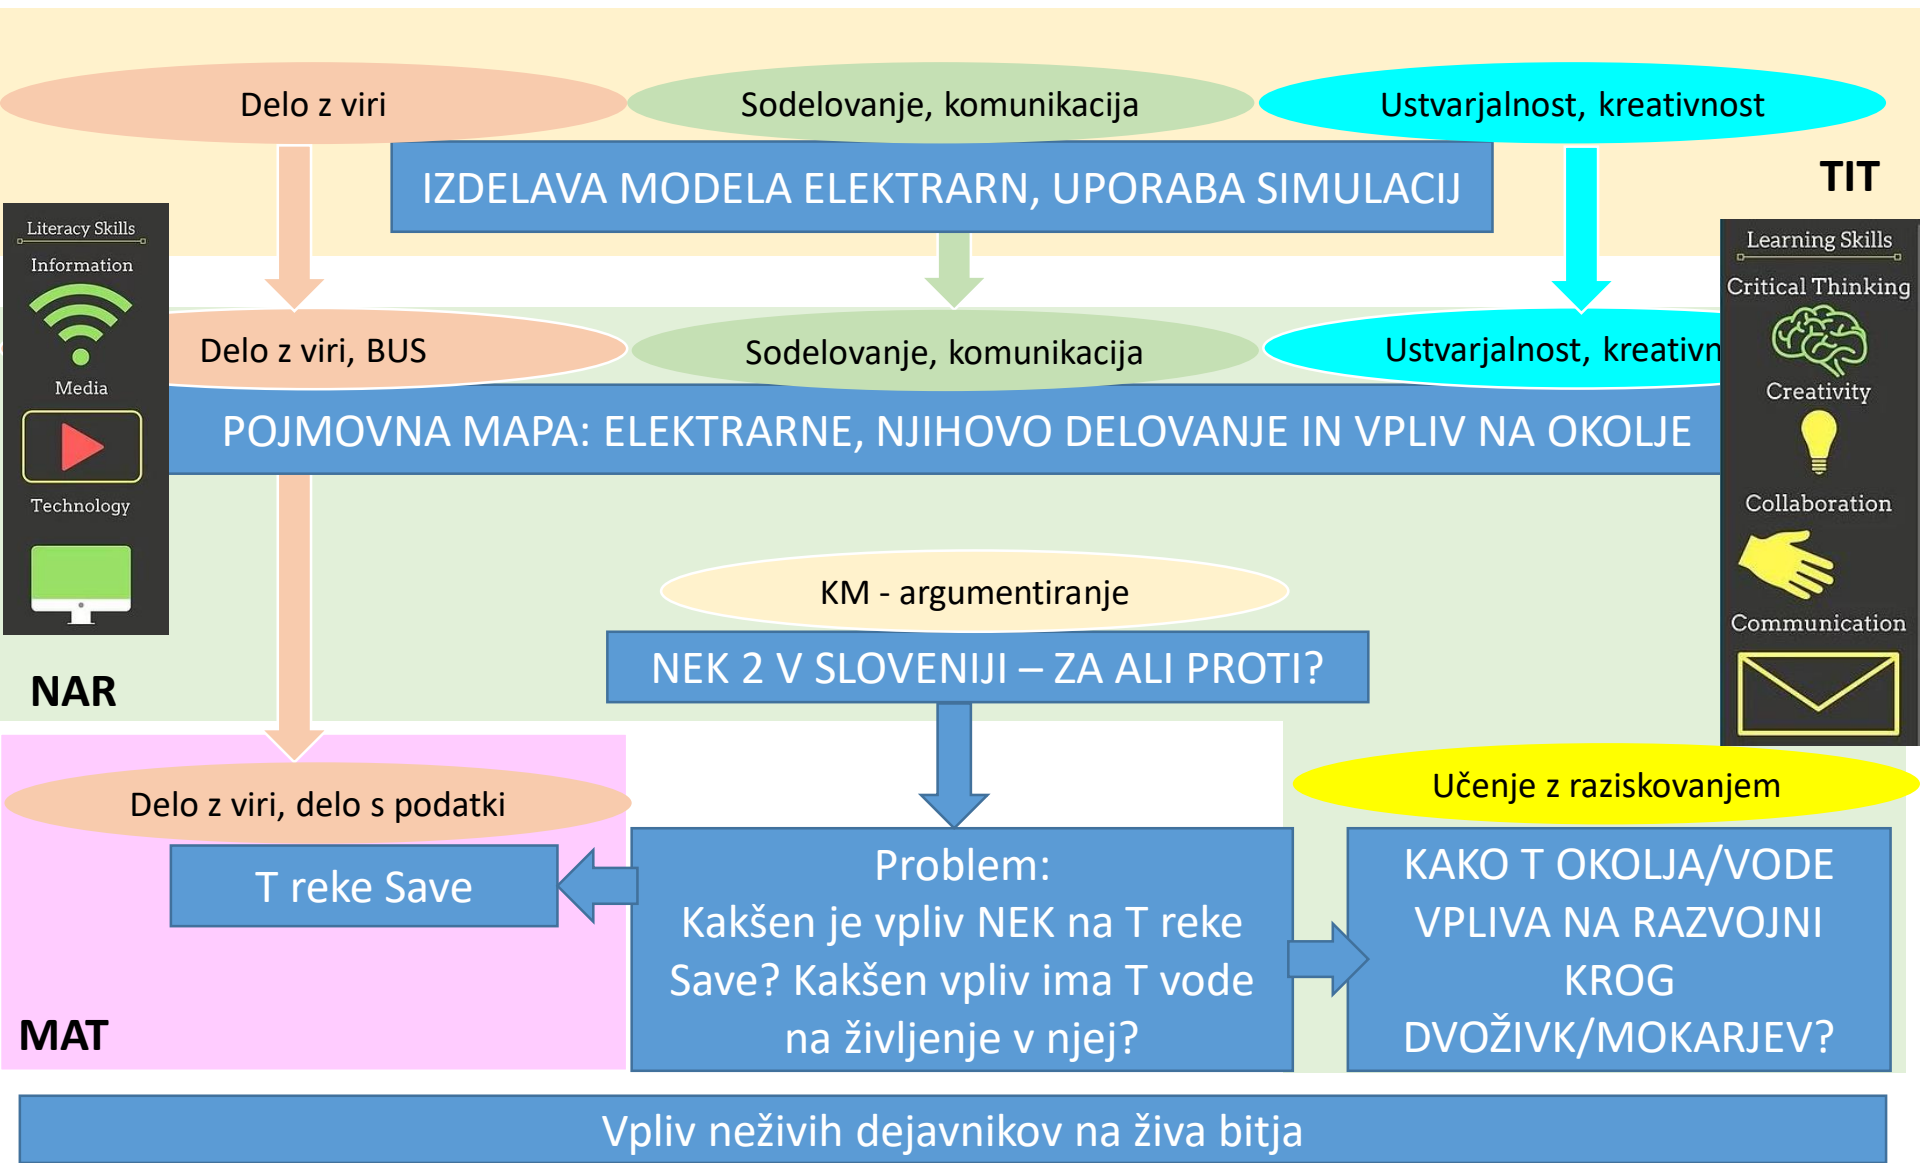 Delo z viri
Sodelovanje, komunikacija
Ustvarjalnost, kreativnost
IZDELAVA MODELA ELEKTRARN, UPORABA SIMULACIJ
TIT
Literacy Skills
Information
Media
Technology
Learning Skills
Critical Thinking
Creativity
Collaboration
Communication
Delo z viri, BUS
Sodelovanje, komunikacija
Ustvarjalnost, kreativn
POJMOVNA MAPA: ELEKTRARNE, NJIHOVO DELOVANJE IN VPLIV NA OKOLJE
KM - argumentiranje
NEK 2 V SLOVENIJI – ZA ALI PROTI?
NAR
Delo z viri, delo s podatki
T reke Save
MAT
Problem:
Kakšen je vpliv NEK na T reke
Save? Kakšen vpliv ima T vode
na življenje v njej?
Učenje z raziskovanjem
KAKO T OKOLJA/VODE
VPLIVA NA RAZVOJNI
KROG
DVOŽIVK/MOKARJEV?
Vpliv neživih dejavnikov na živa bitja